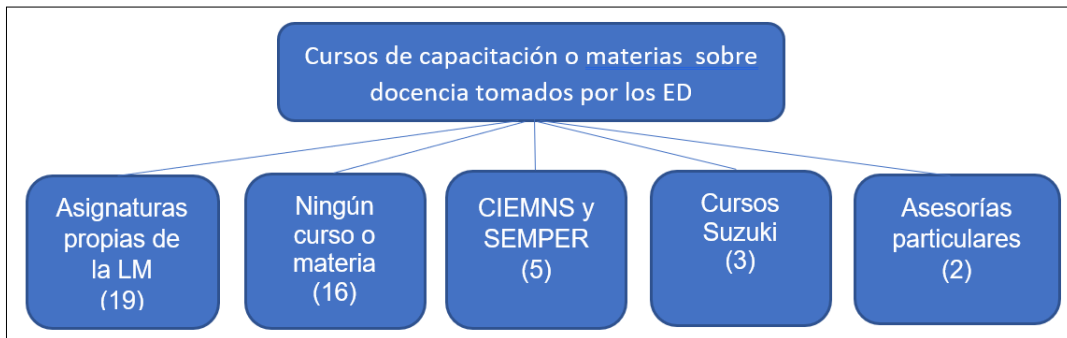 Cursos de capacitación o materias sobre
docencia tomados por los ED
Asignaturas
propias de
la LM
(19)
Ningún
curso o
materia
(16)
CIEMNS y
SEMPER
(5)
Cursos
Suzuki
(3)
Asesorías
particulares
(2)